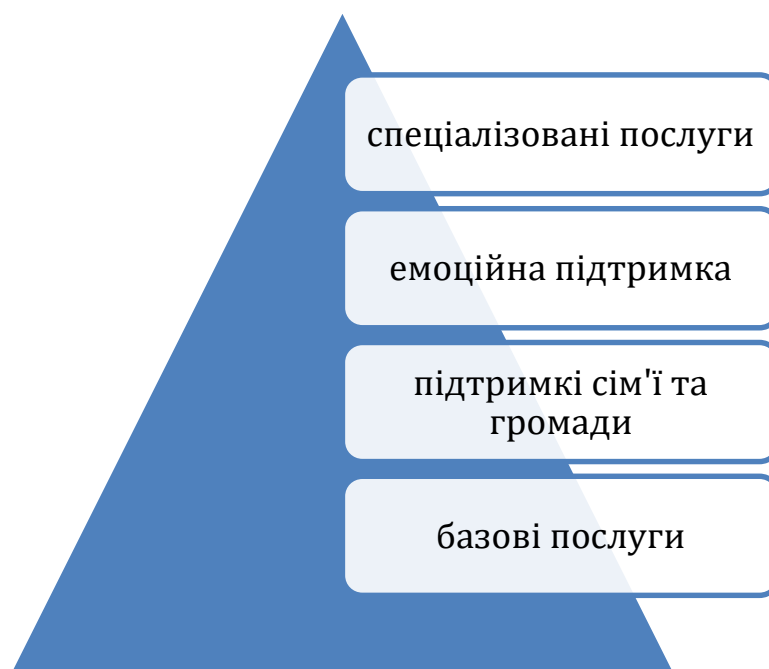 спеціалізовані послуги
емоційна підтримка
підтримкі сім'ї та
громади
базові послуги